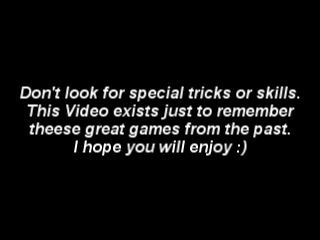 Don't look for special tricks or skills.
This Video exists just to remember
theese great games from the past.
I hope you will enjoy :)